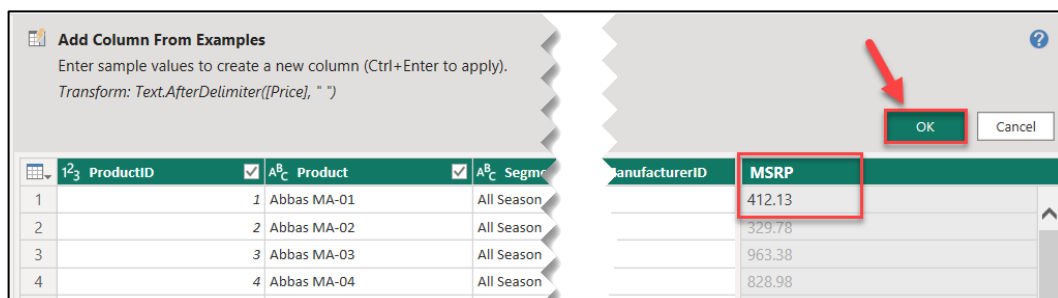 Add Column From Examples
Enter sample values to create a new column (Ctrl+Enter to apply).
Transform: Text.AfterDelimiter([Price], " ")
OK Cancel
1²3 ProductID ABC Product ABC Segme anufacturerID MSRP
1 1 Abbas MA-01 All Season 412.13
2 2 Abbas MA-02 All Season 329.78
3 3 Abbas MA-03 All Season 963.38
4 4 Abbas MA-04 All Season 828.98